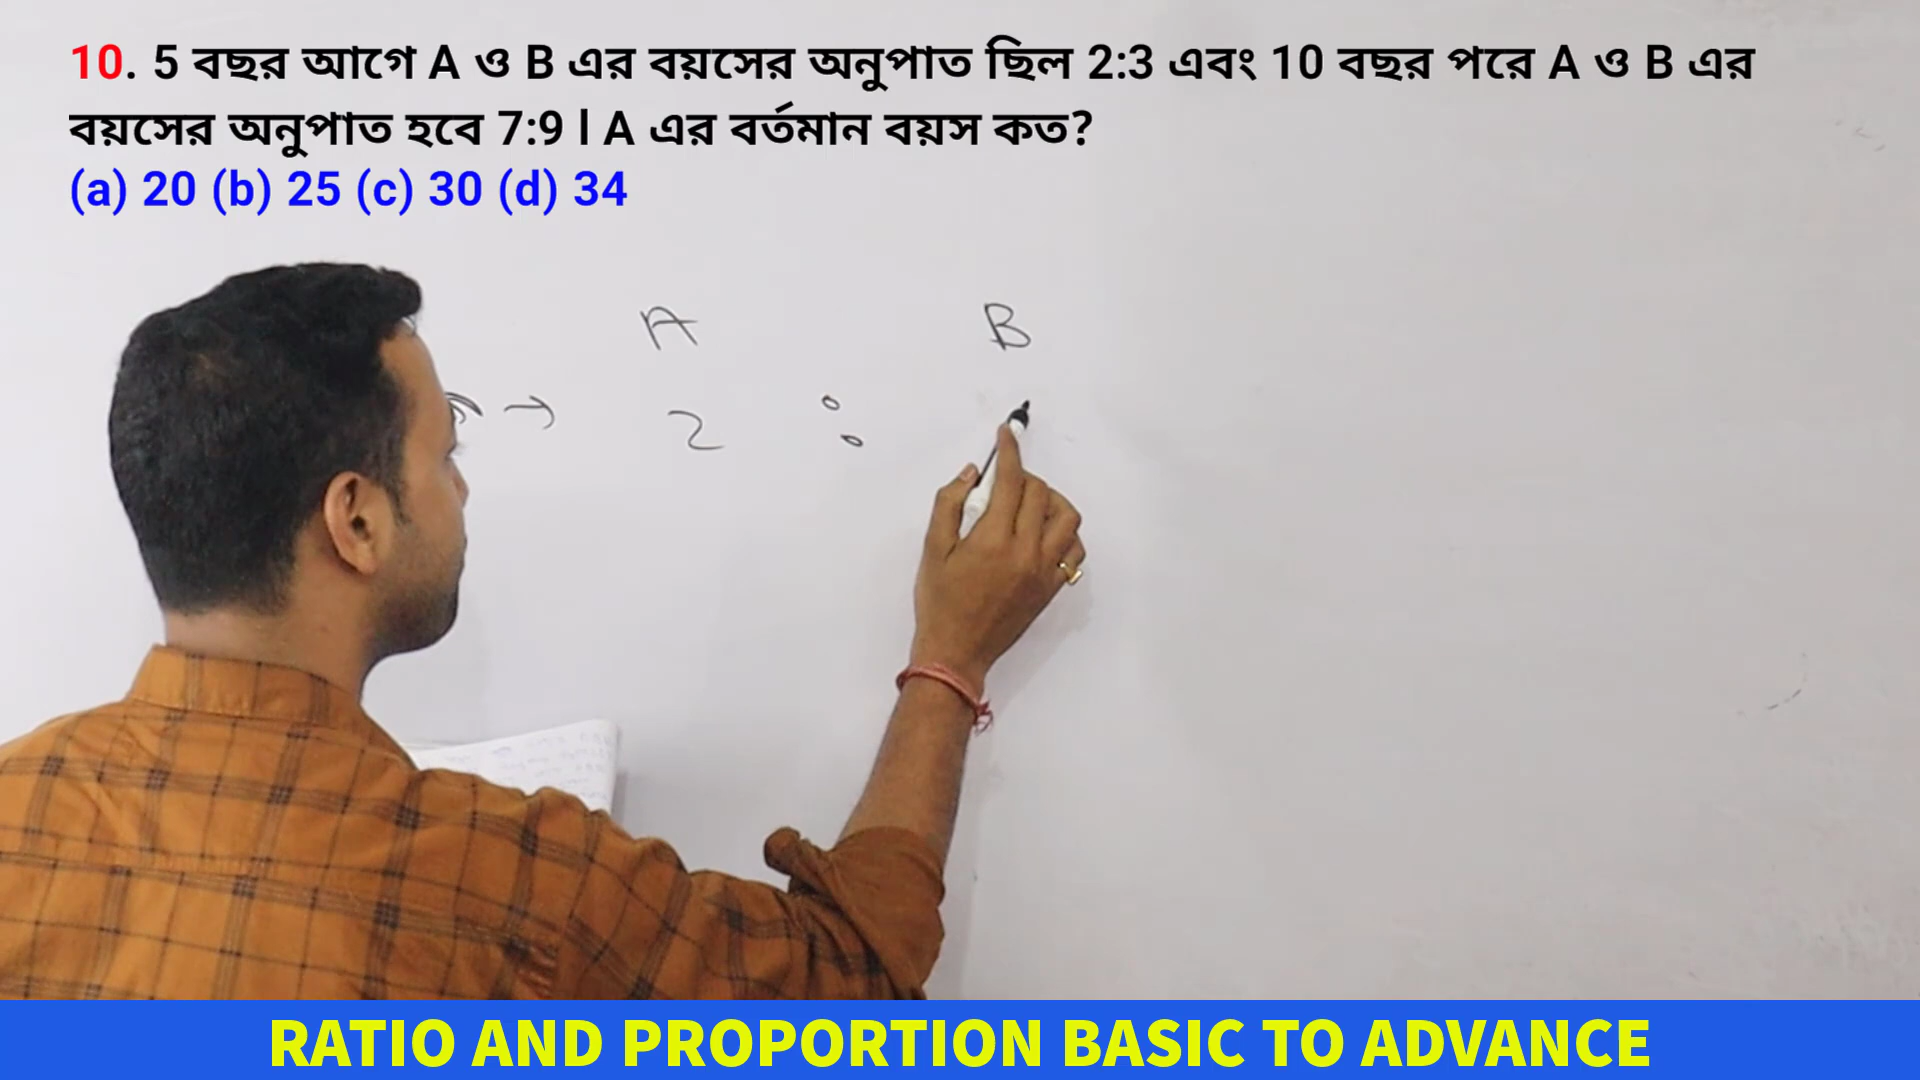 10. 5 বছর আগে A ও B এর বয়সের অনুপাত ছিল 2:3 এবং 10 বছর পরে A ও B এর
বয়সের অনুপাত হবে 7:9 l A এর বর্তমান বয়স কত?
(a) 20 (b) 25 (c) 30 (d) 34
A B
→ 2 :
RATIO AND PROPORTION BASIC TO ADVANCE